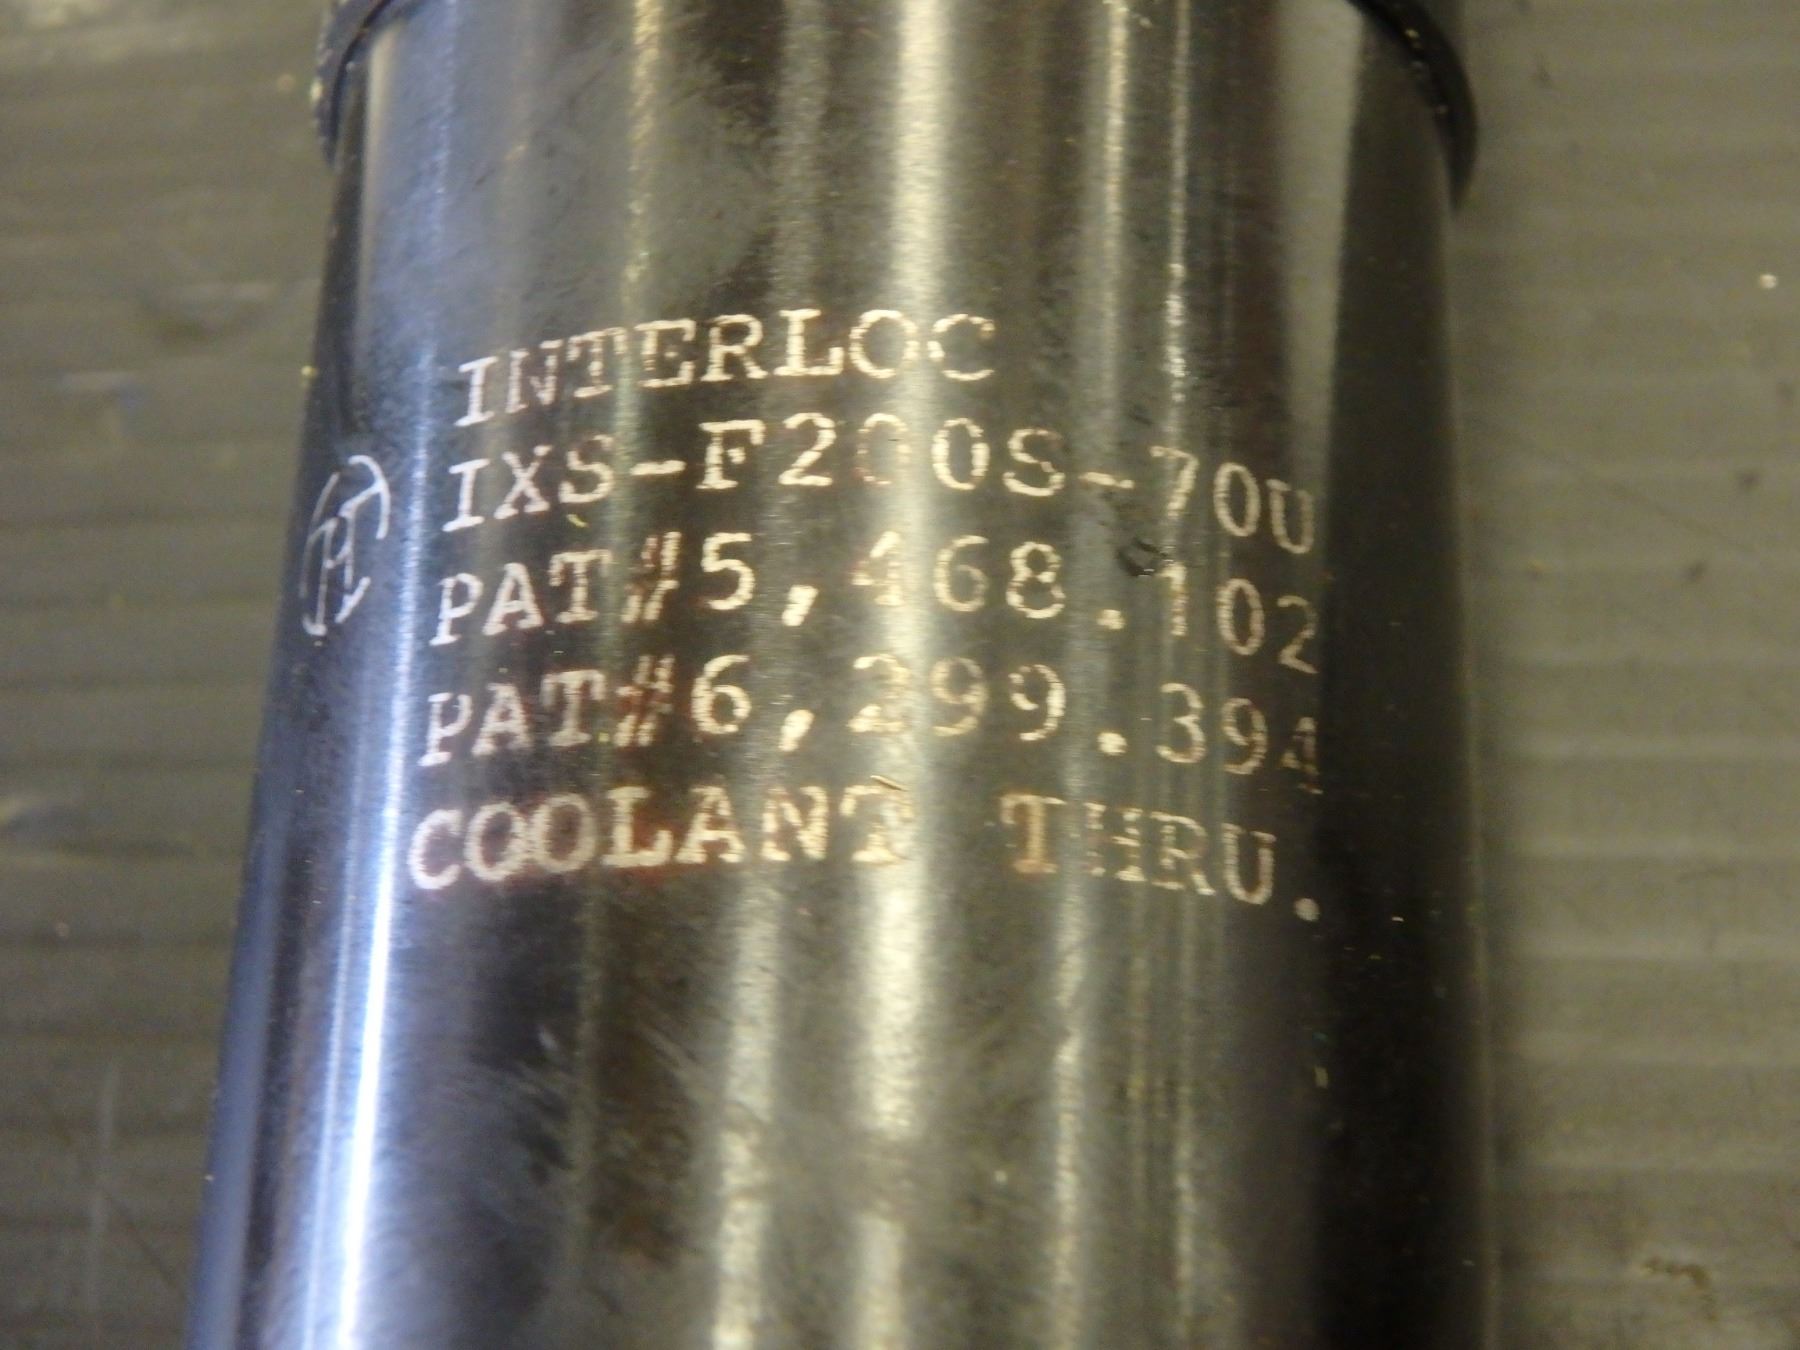 INTERLOC
IXS-F200S-70U
PAT#5,468.102
PAT#6,299.394
COOLANT THRU.